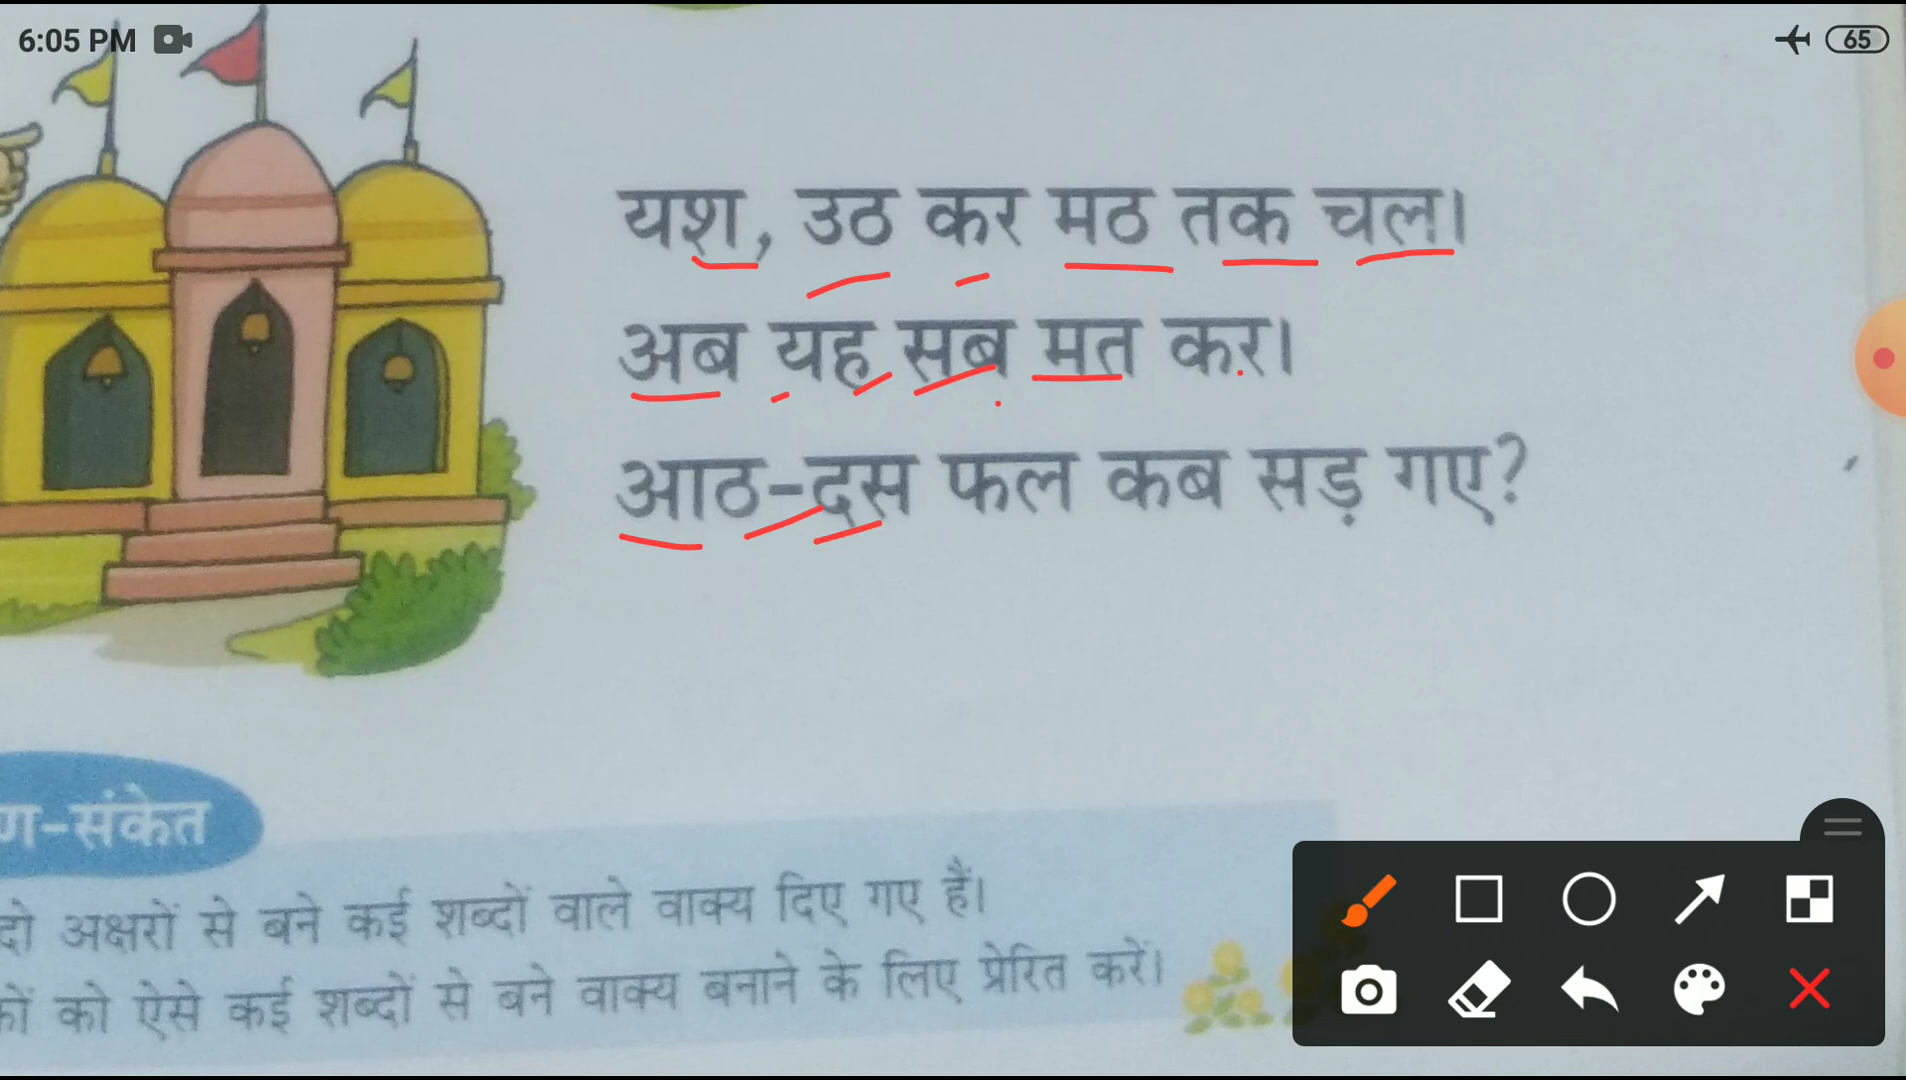 6:05 PM
65
यश, उठ कर मठ तक चल।
अब यह सब मत कर।
आठ-दस फल कब सड़ गए?
ण-संकेत
दो अक्षरों से बने कई शब्दों वाले वाक्य दिए गए हैं।
को ऐसे कई शब्दों से बने वाक्य बनाने के लिए प्रेरित करें।